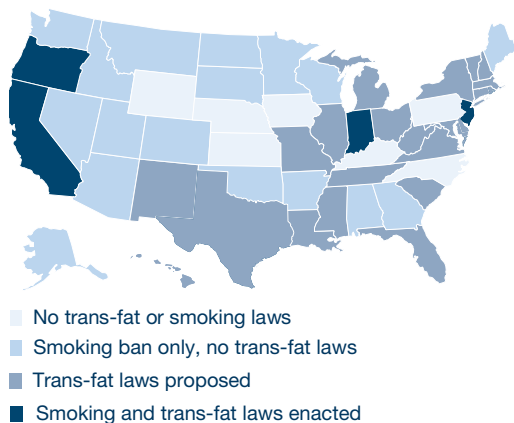 No trans-fat or smoking laws
Smoking ban only, no trans-fat laws
Trans-fat laws proposed
Smoking and trans-fat laws enacted